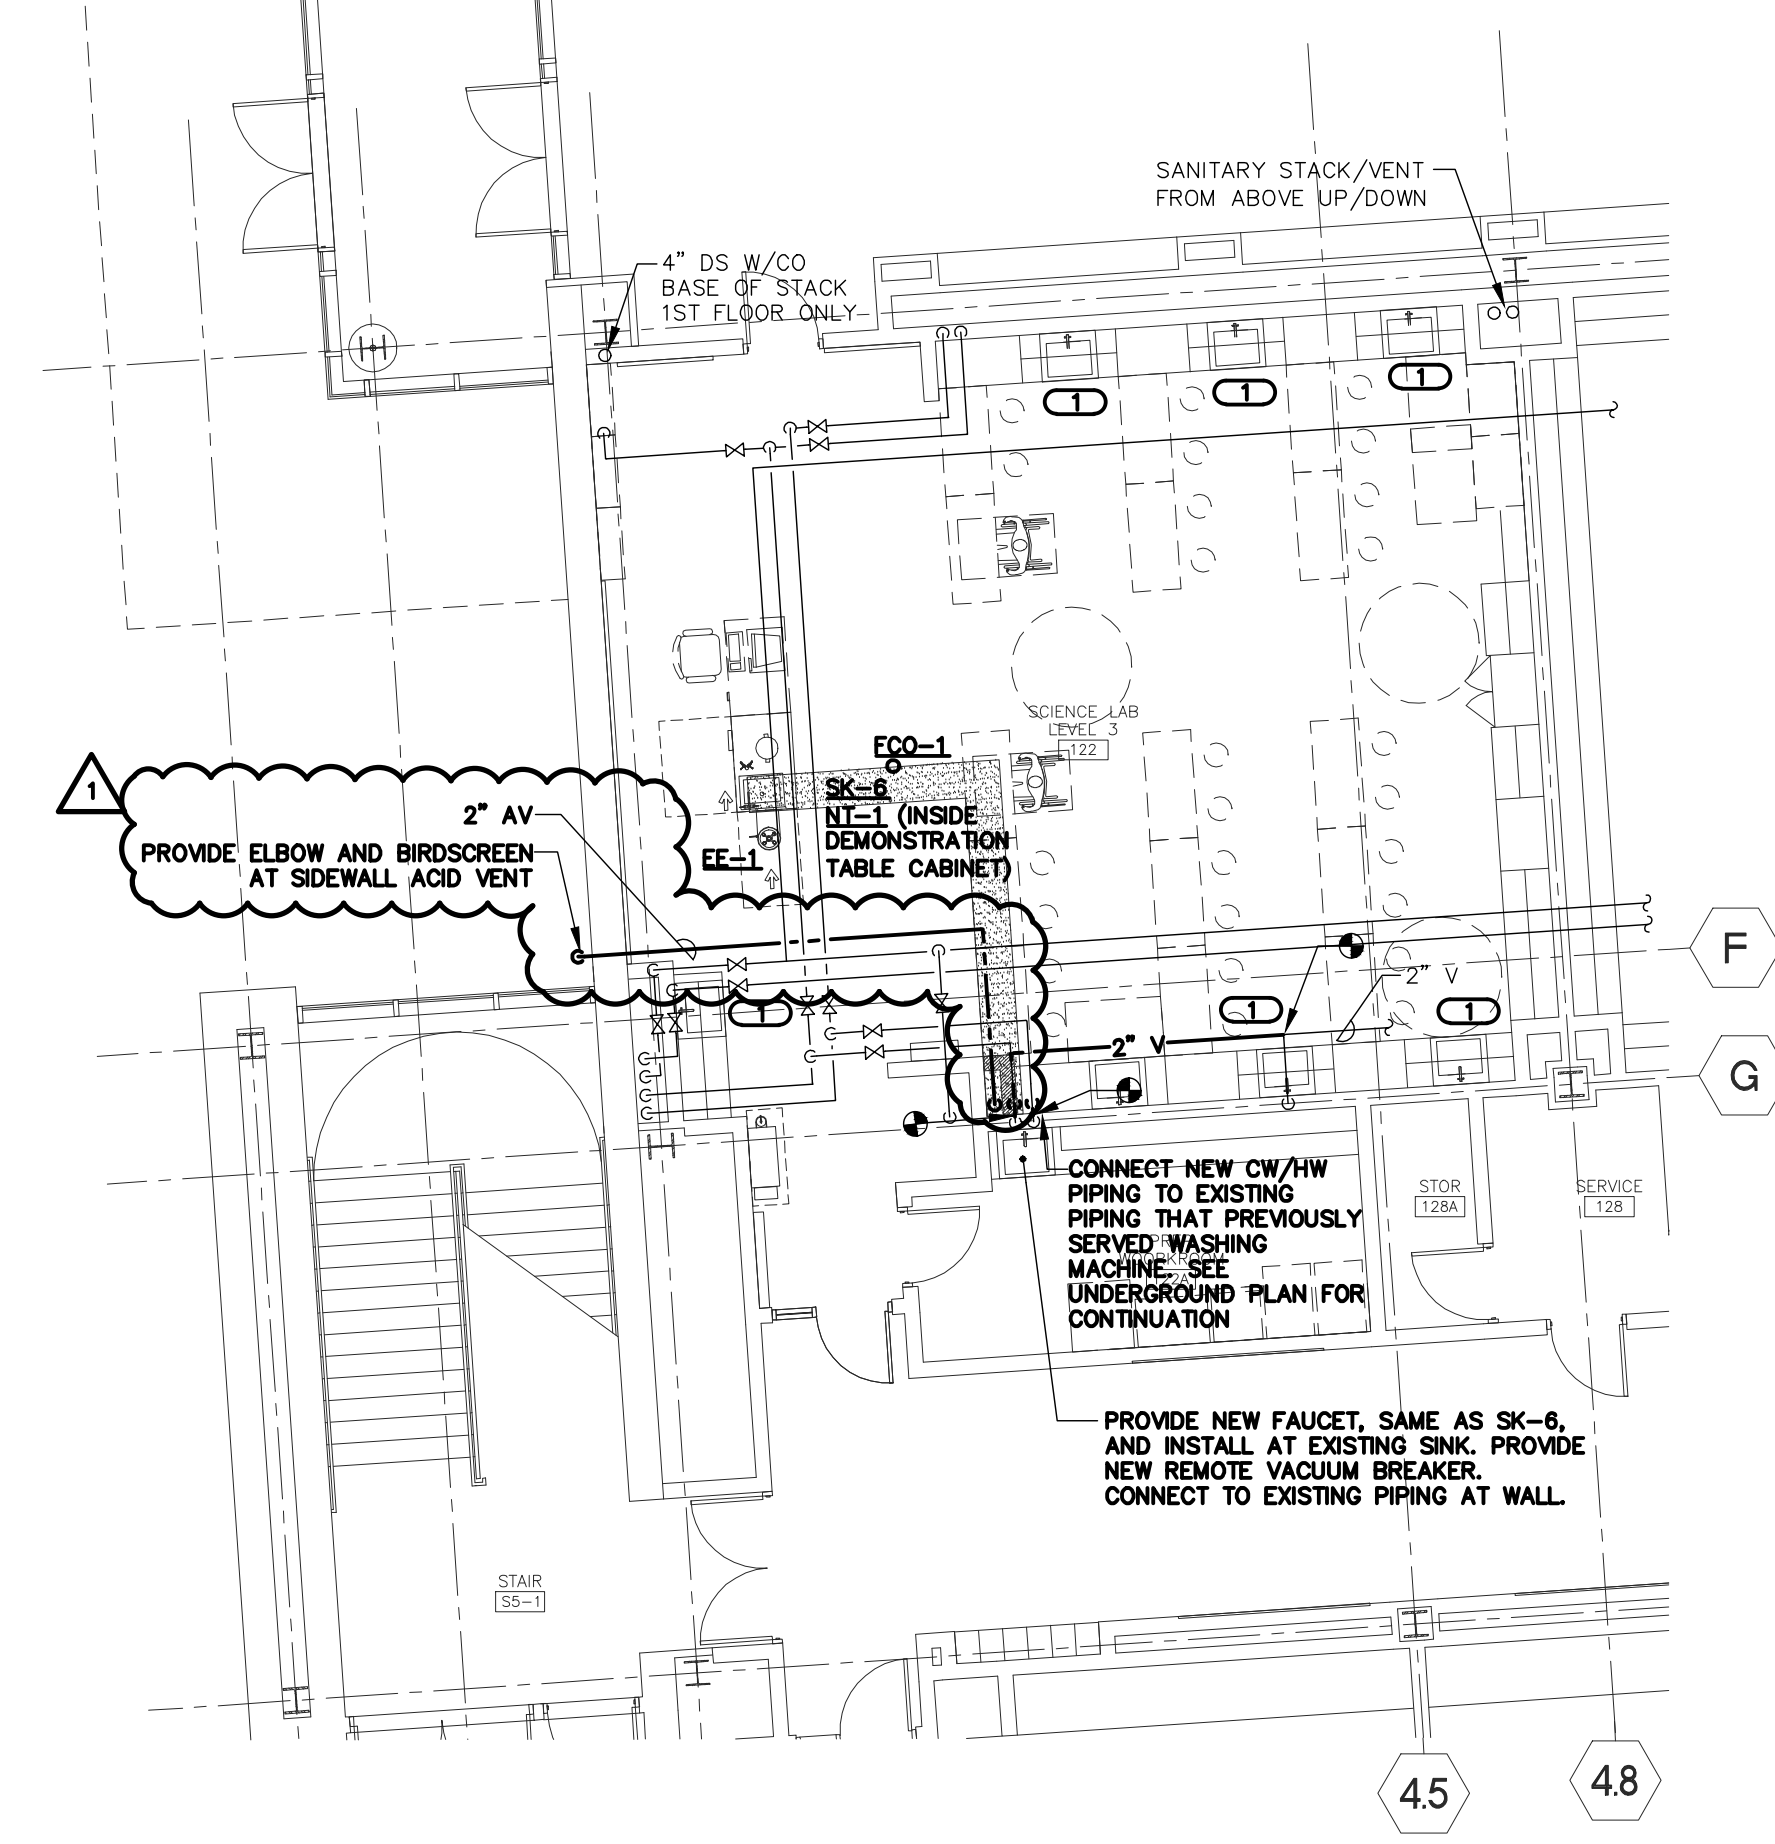 SANITARY STACK/VENT
FROM ABOVE UP/DOWN
4" DS W/CO
BASE OF STACK
1ST FLOOR ONLY
1
1
1
SCIENCE LAB
LEVEL 3
122
FCO-1
SK-6
NT-1 (INSIDE
DEMONSTRATION
TABLE CABINET)
EE-1
1
2" AV
PROVIDE ELBOW AND BIRDSCREEN
AT SIDEWALL ACID VENT
F
2" V
1
1
1
2" V
G
CONNECT NEW CW/HW
PIPING TO EXISTING
PIPING THAT PREVIOUSLY
SERVED WASHING
MACHINE. SEE
UNDERGROUND PLAN FOR
CONTINUATION
STOR
128A
SERVICE
128
PROVIDE NEW FAUCET, SAME AS SK-6,
AND INSTALL AT EXISTING SINK. PROVIDE
NEW REMOTE VACUUM BREAKER.
CONNECT TO EXISTING PIPING AT WALL.
STAIR
S5-1
4.5
4.8